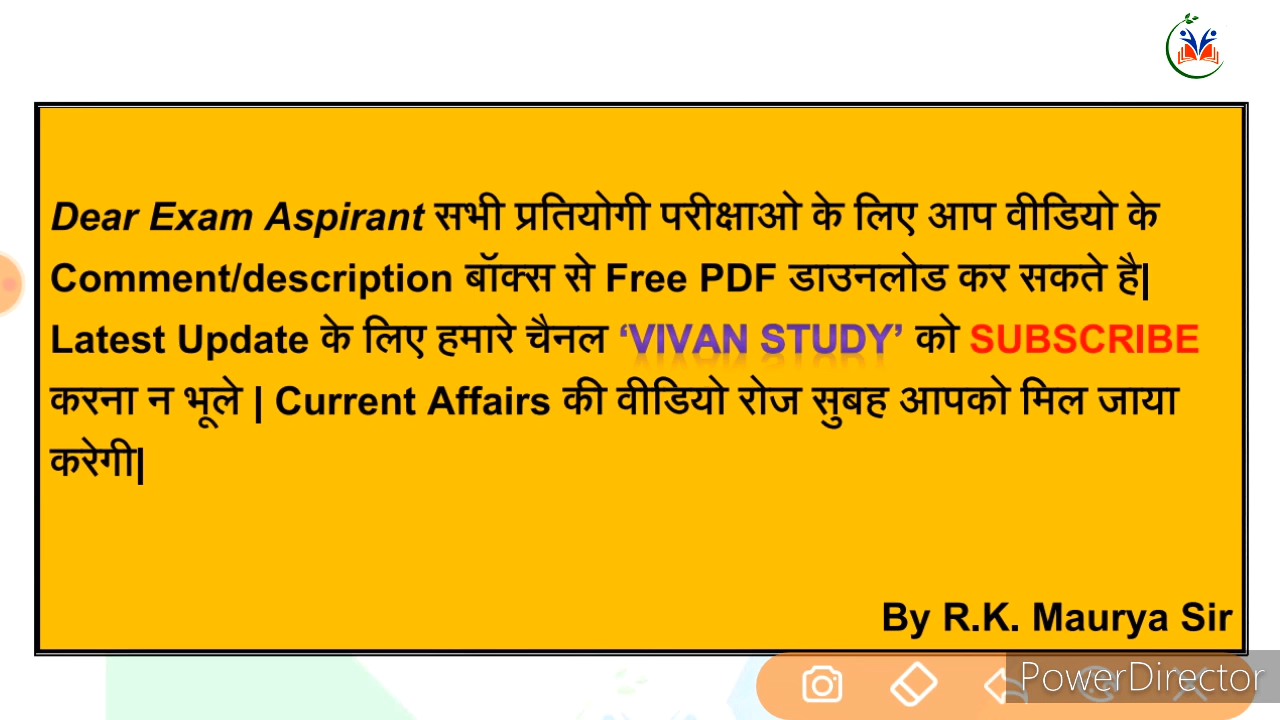 Dear Exam Aspirant सभी प्रतियोगी परीक्षाओ के लिए आप वीडियो के
Comment/description बॉक्स से Free PDF डाउनलोड कर सकते है|
Latest Update के लिए हमारे चैनल ‘VIVAN STUDY’ को SUBSCRIBE
करना न भूले | Current Affairs की वीडियो रोज सुबह आपको मिल जाया
करेगी|
By R.K. Maurya Sir
PowerDirector